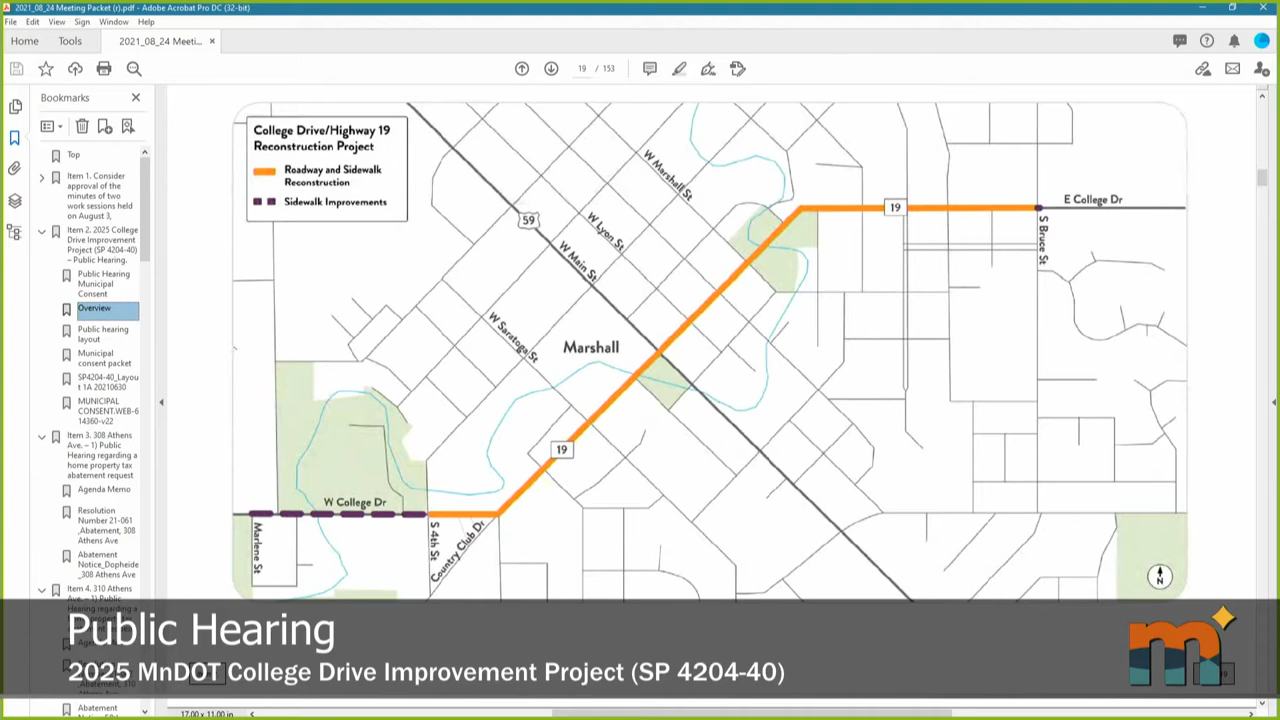 2021_08_24 Meeting Packet (r).pdf - Adobe Acrobat Pro DC (32-bit)
File Edit View Sign Window Help
Home Tools 2021_08_24 Meeti... ×
19 / 153
Bookmarks
Top
Item 1. Consider
approval of the
minutes of two
work sessions held
on August 3,
Item 2. 2025 College
Drive Improvement
Project (SP 4204-40)
– Public Hearing.
Public Hearing
Municipal
Consent
Overview
Public hearing
layout
Municipal
consent packet
SP4204-40_Layou
t 1A 20210630
MUNICIPAL
CONSENT.WEB-6
14360-v22
Item 3. 308 Athens
Ave. – 1) Public
Hearing regarding a
home property tax
abatement request
Agenda Memo
Resolution
Number 21-061
,Abatement, 308
Athens Ave
Abatement
Notice_Dopheide
_308 Athens Ave
Item 4. 310 Athens
Ave. – 1) Public
Hearing regarding a
Abatement
College Drive/Highway 19
Reconstruction Project
Roadway and Sidewalk
Reconstruction
Sidewalk Improvements
59
W Marshall St
W Lyon St
W Main St
W Saratoga St
Marshall
19
E College Dr
S Bruce St
19
W College Dr
Marlene St
S 4th St
Country Club Dr
N
Public Hearing
2025 MnDOT College Drive Improvement Project (SP 4204-40)
m
17.00 x 11.00 in